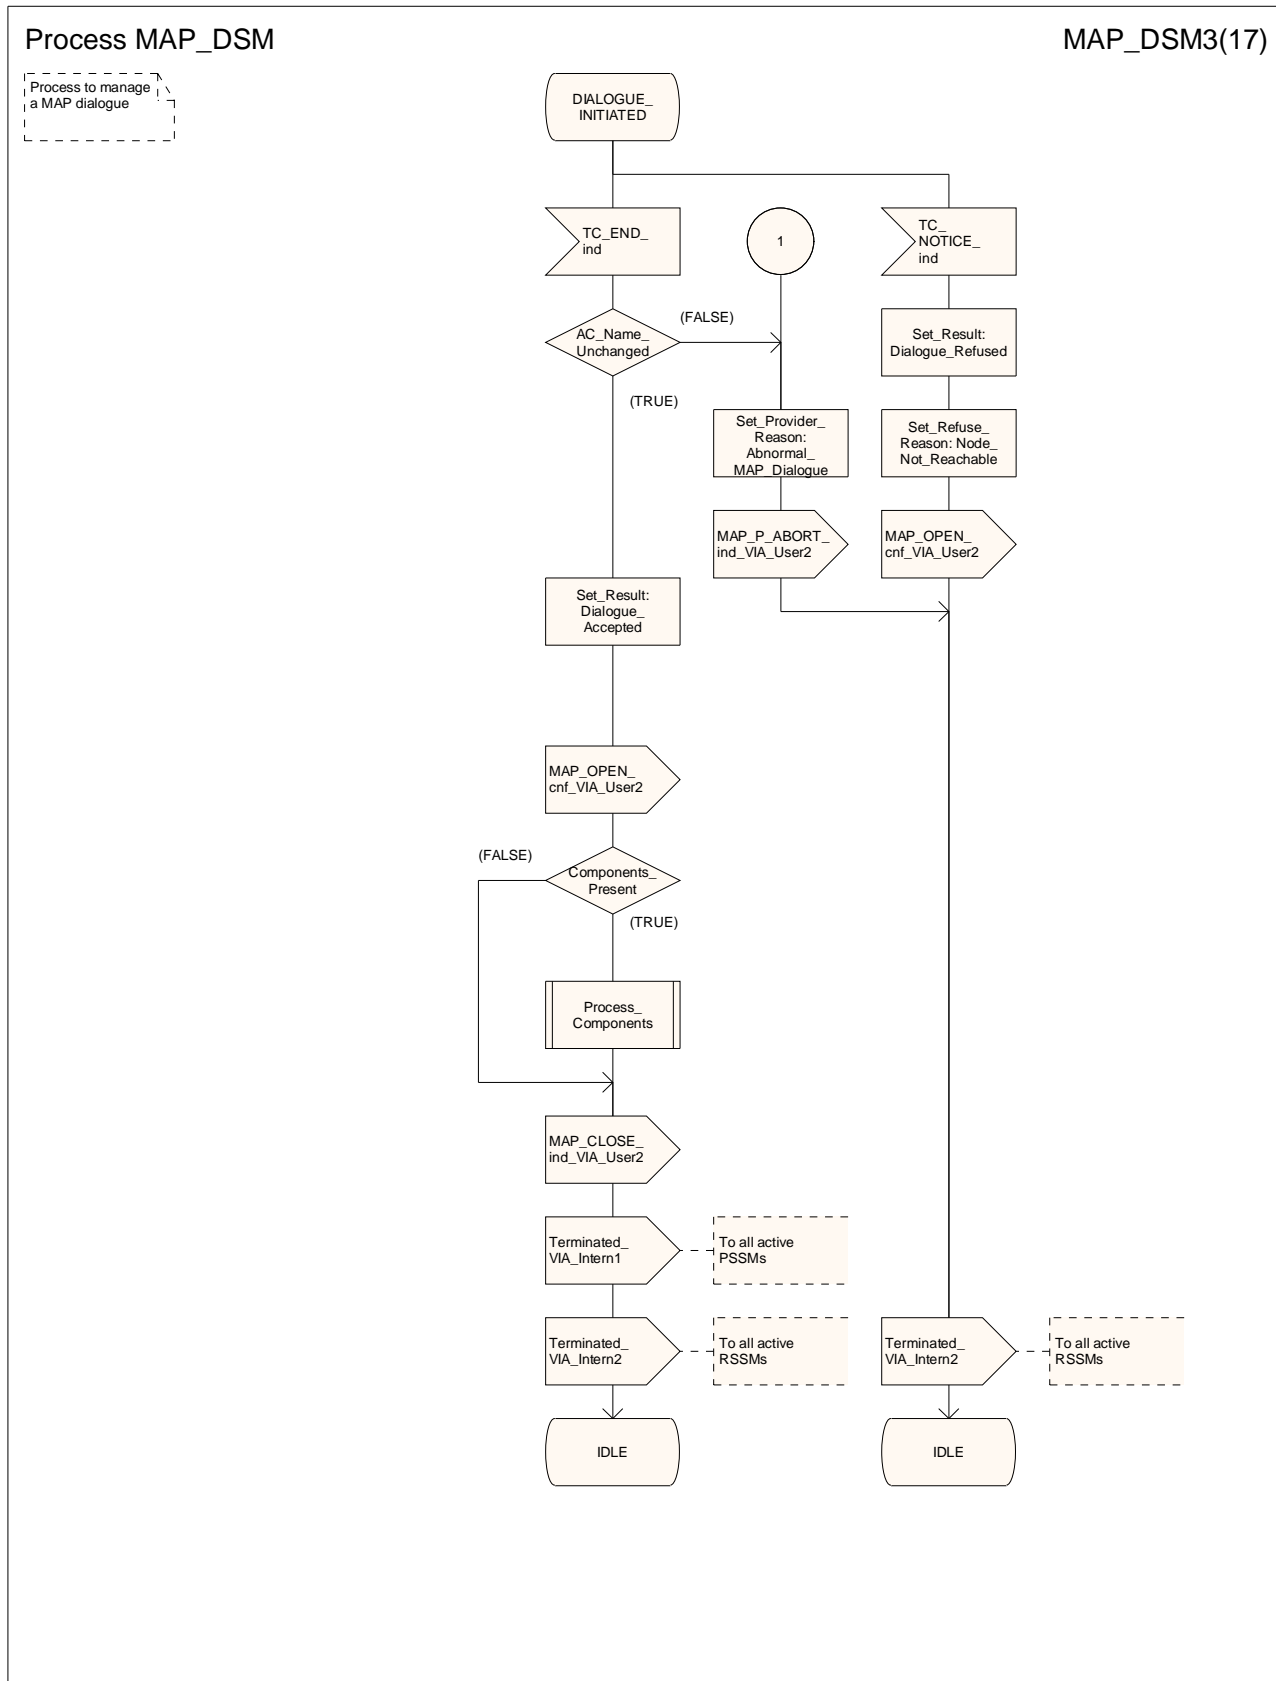 Process MAP_DSM
MAP_DSM3(17)
Process to manage
a MAP dialogue
DIALOGUE_
INITIATED
TC_END_
ind
1
TC_
NOTICE_
ind
AC_Name_
Unchanged
(FALSE)
(TRUE)
Set_Result:
Dialogue_Refused
Set_Provider_
Reason:
Abnormal_
MAP_Dialogue
Set_Refuse_
Reason: Node_
Not_Reachable
MAP_P_ABORT_
ind_VIA_User2
MAP_OPEN_
cnf_VIA_User2
Set_Result:
Dialogue_
Accepted
MAP_OPEN_
cnf_VIA_User2
(FALSE)
Components_
Present
(TRUE)
Process_
Components
MAP_CLOSE_
ind_VIA_User2
Terminated_
VIA_Intern1
To all active
PSSMs
Terminated_
VIA_Intern2
To all active
RSSMs
Terminated_
VIA_Intern2
To all active
RSSMs
IDLE
IDLE